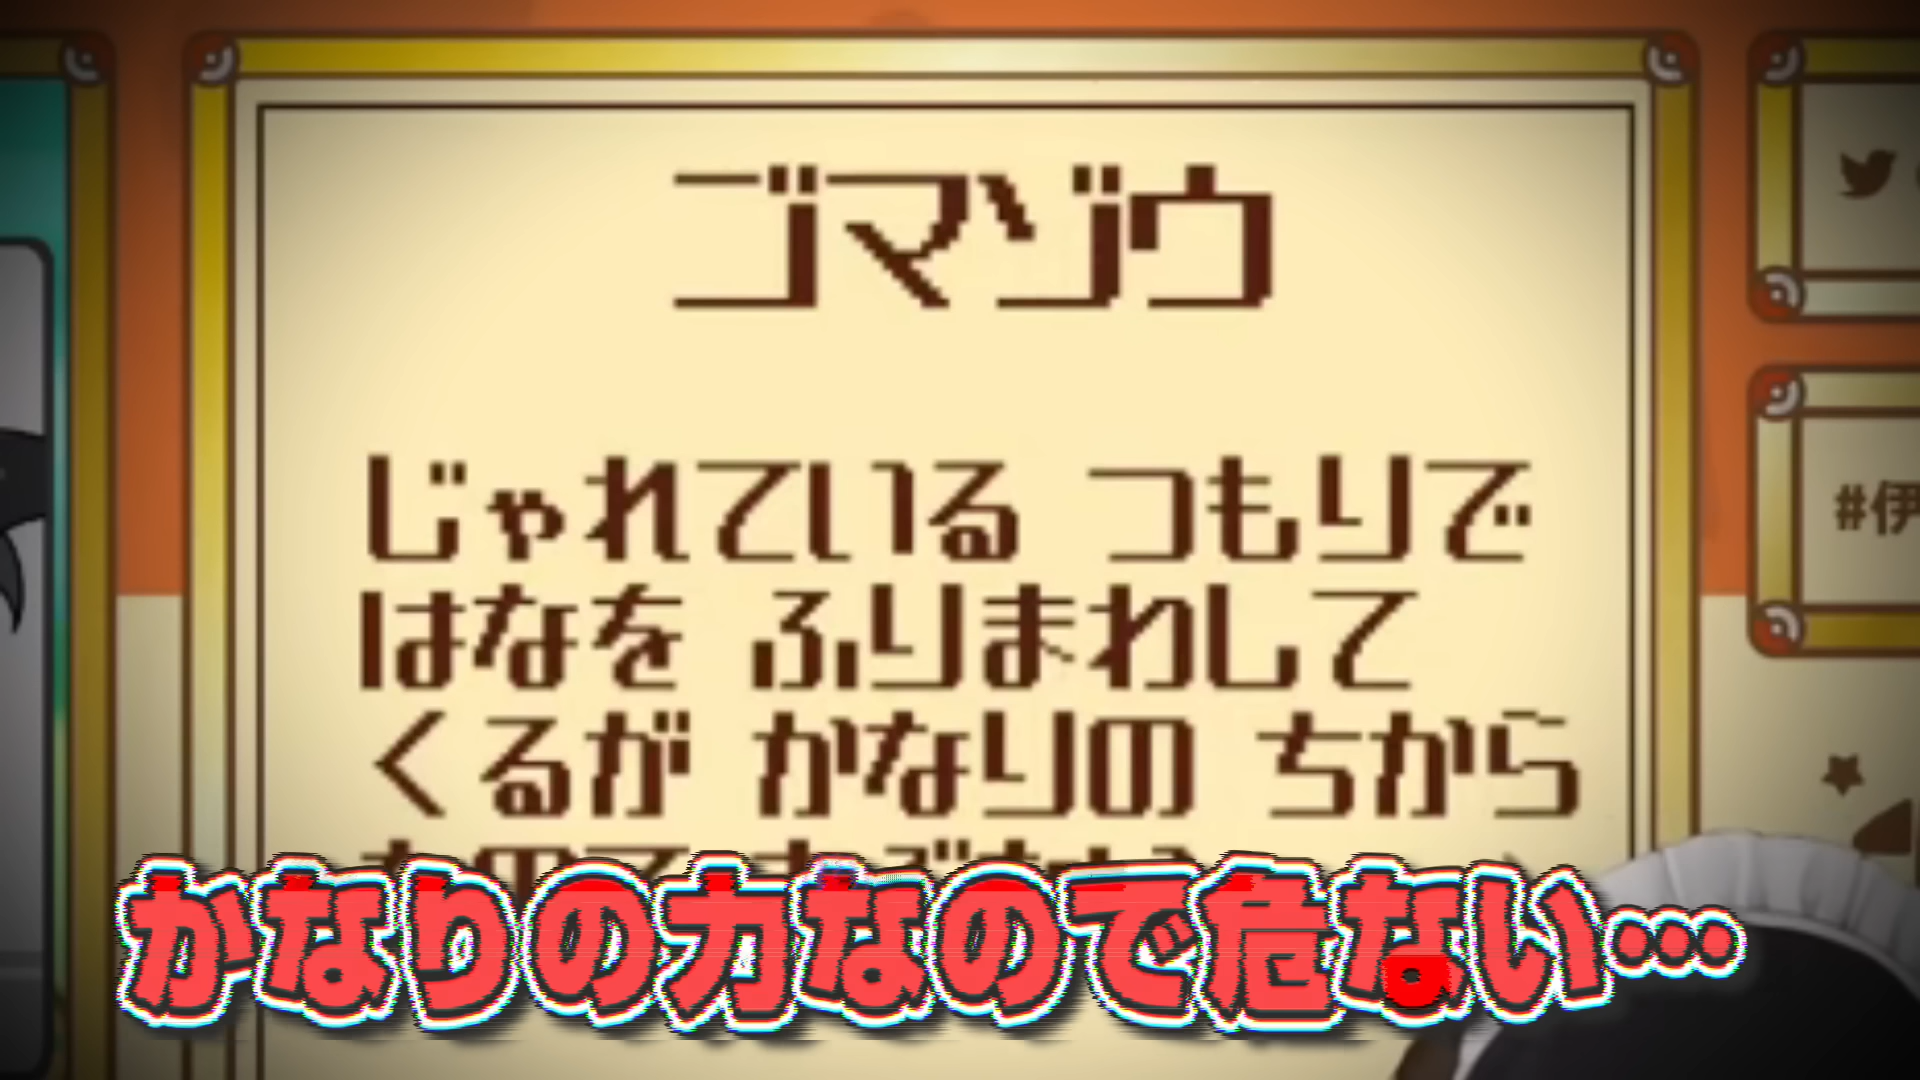 ゴマゾウ
じゃれている つもりで
はなを ふりまわして
くるが かなりの ちから
かなりの力なので危ない…
#伊